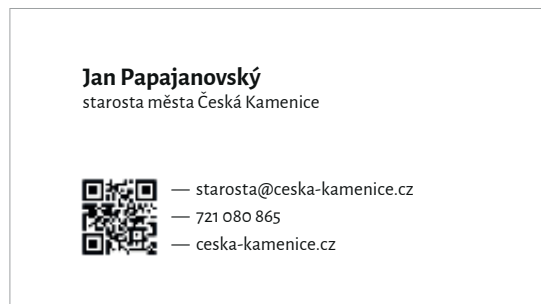 Jan Papajanovský
starosta města Česká Kamenice
— starosta@ceska-kamenice.cz
— 721 080 865
— ceska-kamenice.cz